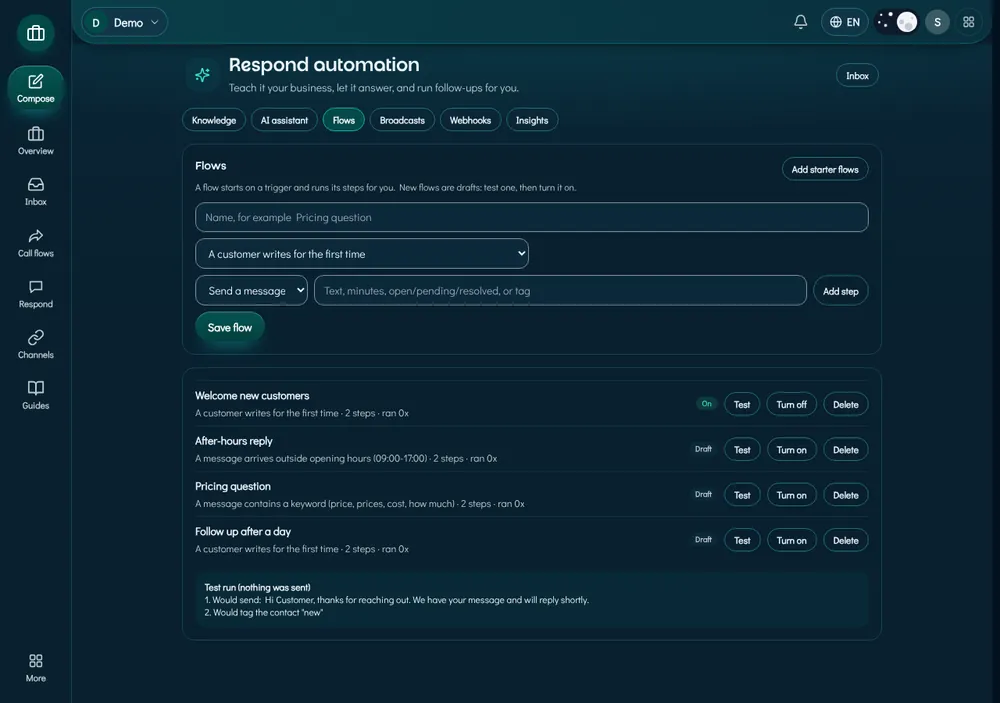 D Demo
EN
S
Compose
Overview
Inbox
Call flows
Respond
Channels
Guides
More
Respond automation
Teach it your business, let it answer, and run follow-ups for you.
Inbox
Knowledge
AI assistant
Flows
Broadcasts
Webhooks
Insights
Flows
Add starter flows
A flow starts on a trigger and runs its steps for you. New flows are drafts: test one, then turn it on.
Name, for example Pricing question
A customer writes for the first time
Send a message
Text, minutes, open/pending/resolved, or tag
Add step
Save flow
Welcome new customers
A customer writes for the first time · 2 steps · ran 0x
On
Test
Turn off
Delete
After-hours reply
A message arrives outside opening hours (09:00-17:00) · 2 steps · ran 0x
Draft
Test
Turn on
Delete
Pricing question
A message contains a keyword (price, prices, cost, how much) · 2 steps · ran 0x
Draft
Test
Turn on
Delete
Follow up after a day
A customer writes for the first time · 2 steps · ran 0x
Draft
Test
Turn on
Delete
Test run (nothing was sent)
1. Would send: Hi Customer, thanks for reaching out. We have your message and will reply shortly.
2. Would tag the contact "new"